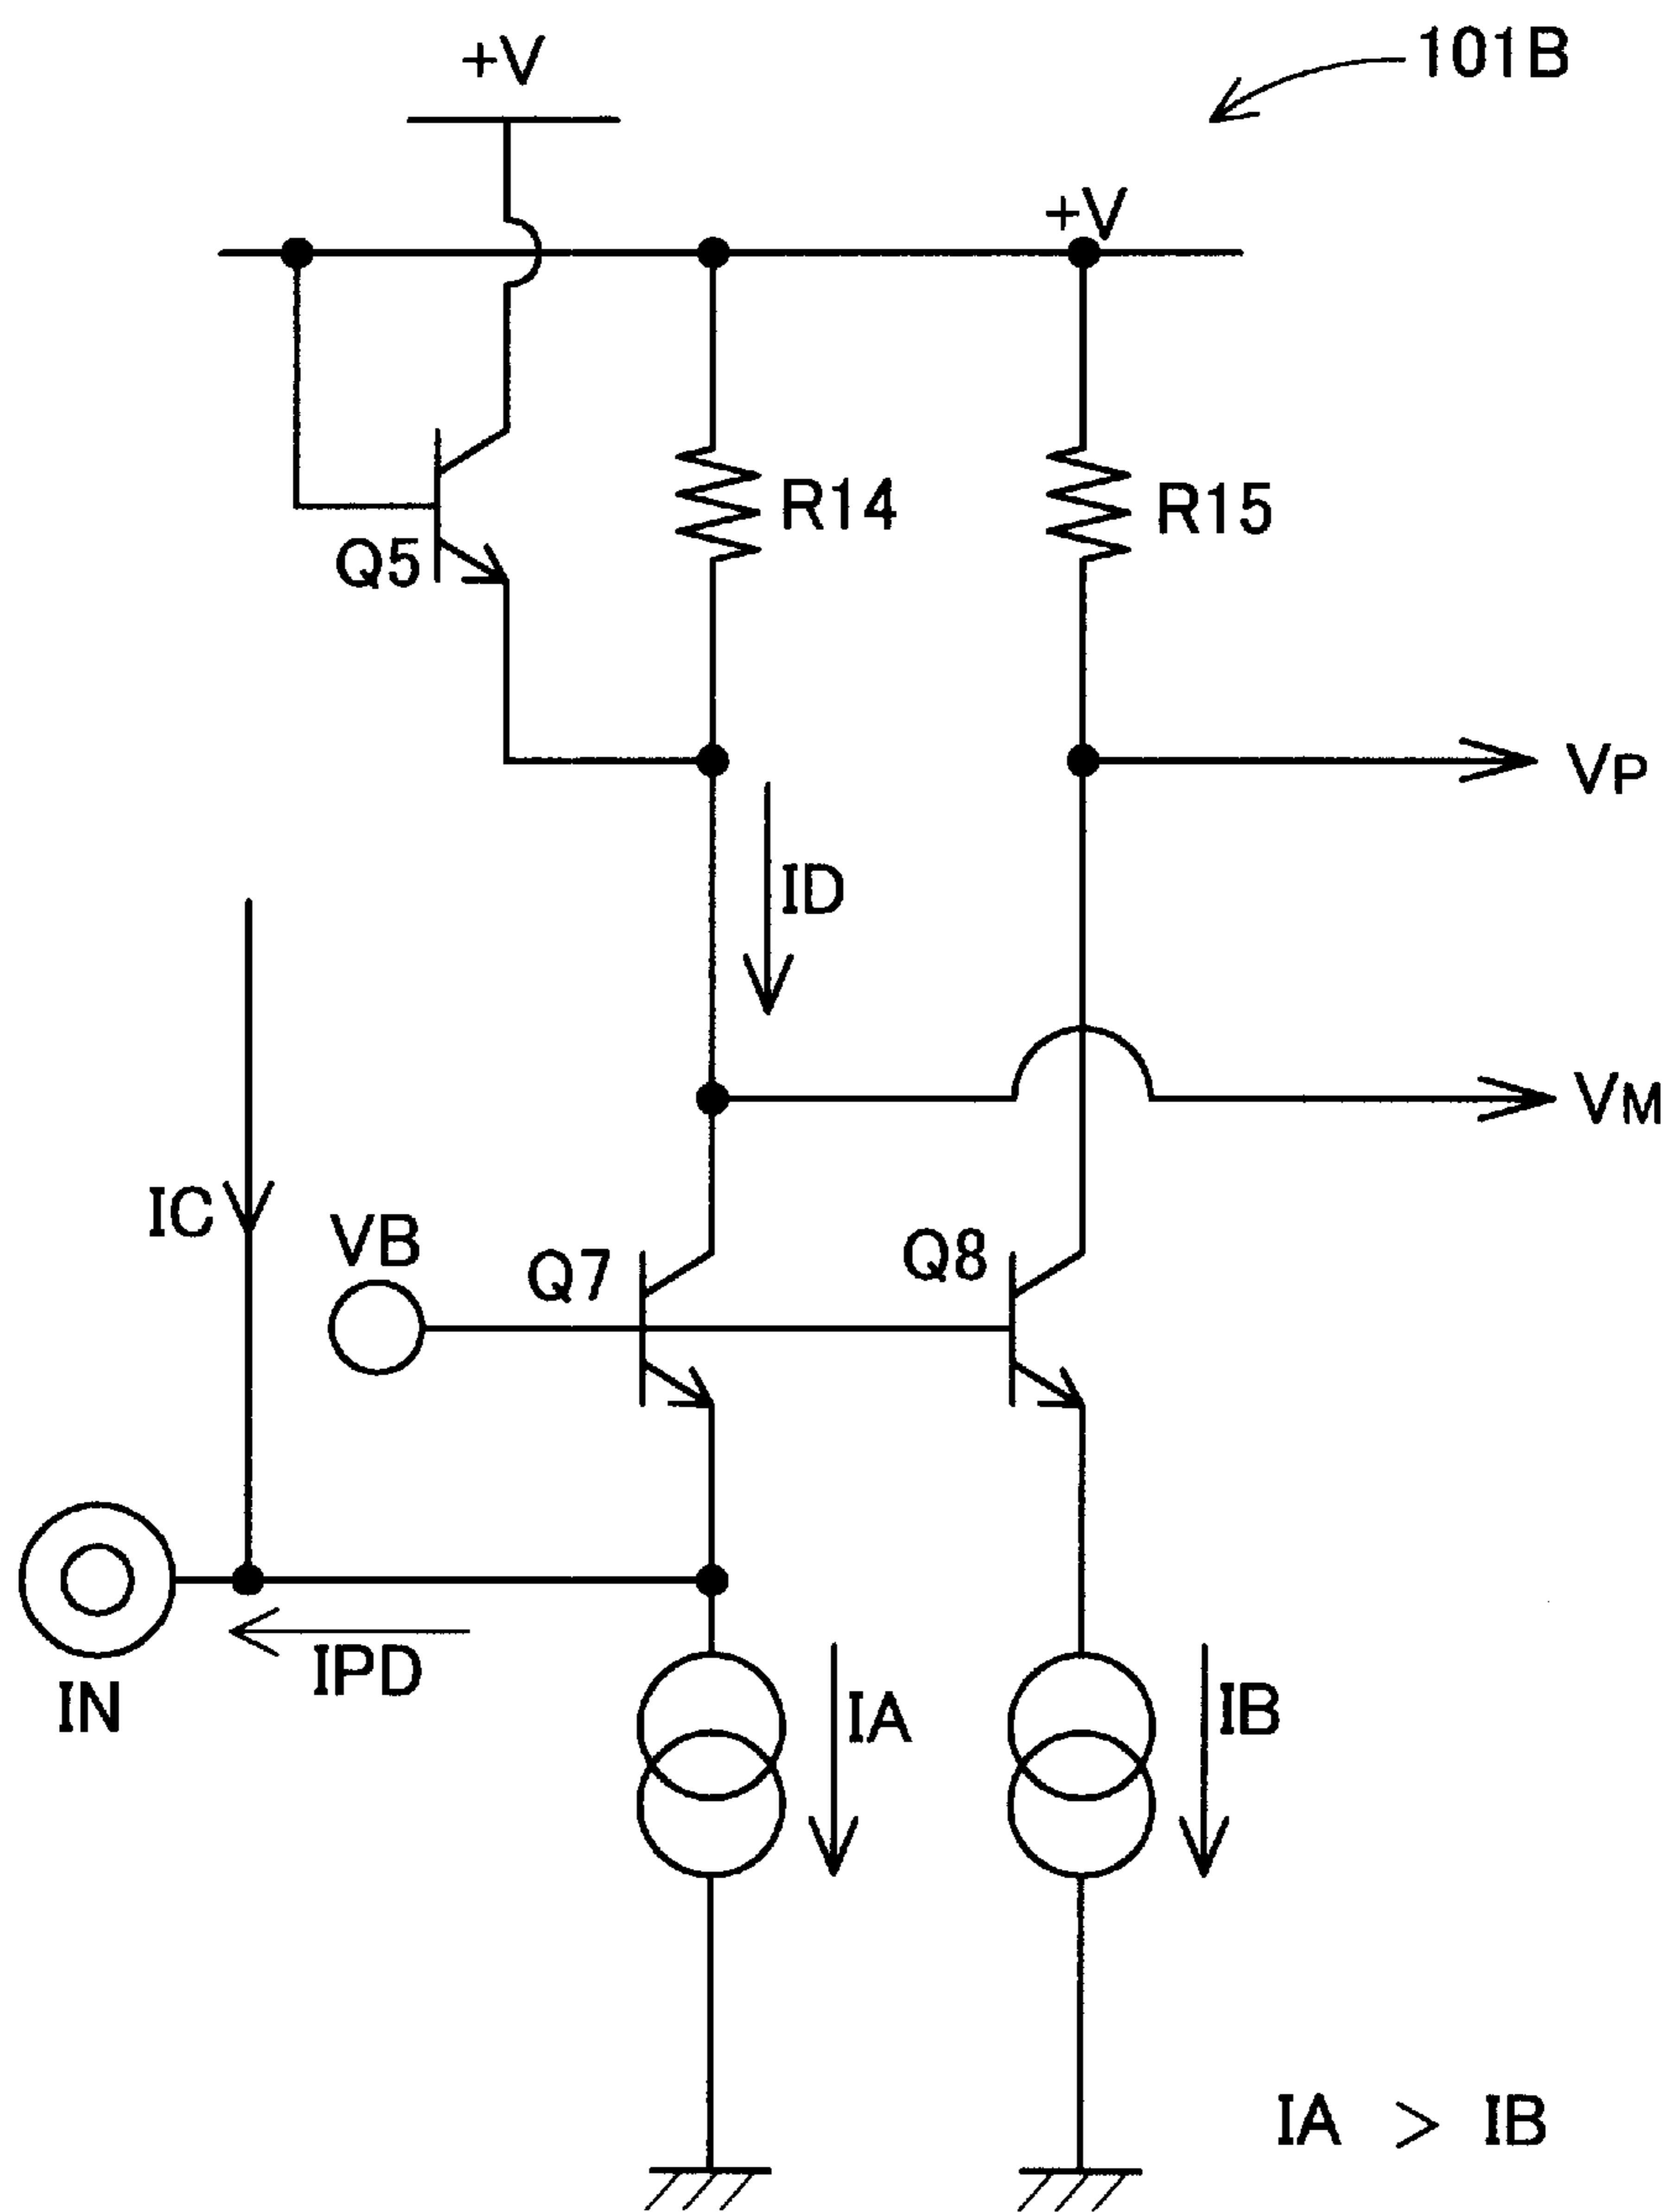 +V
101B
+V
R14
R15
Q5
VP
ID
VM
IC
VB
Q7
Q8
IPD
IN
IA
IB
IA > IB